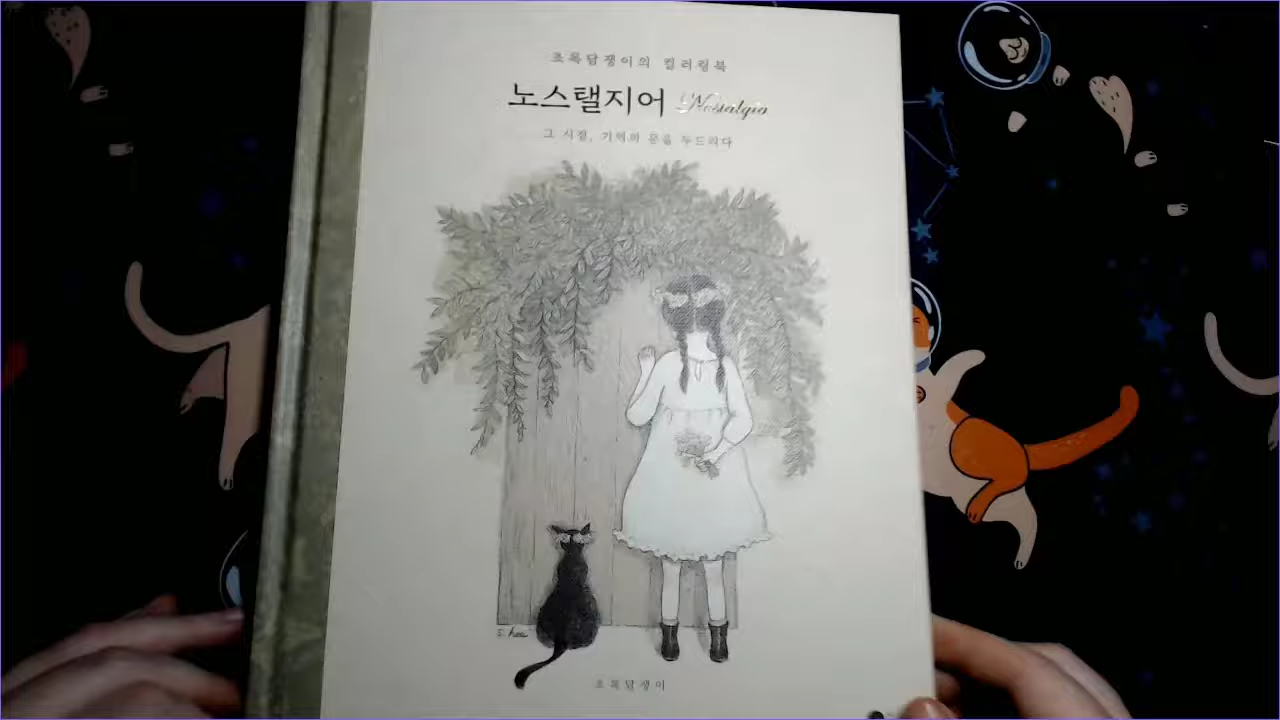 초록담쟁이의 컬러링북
노스탤지어 Nostalgia
그 시절, 기억의 문을 두드리다
s. hee
초록담쟁이